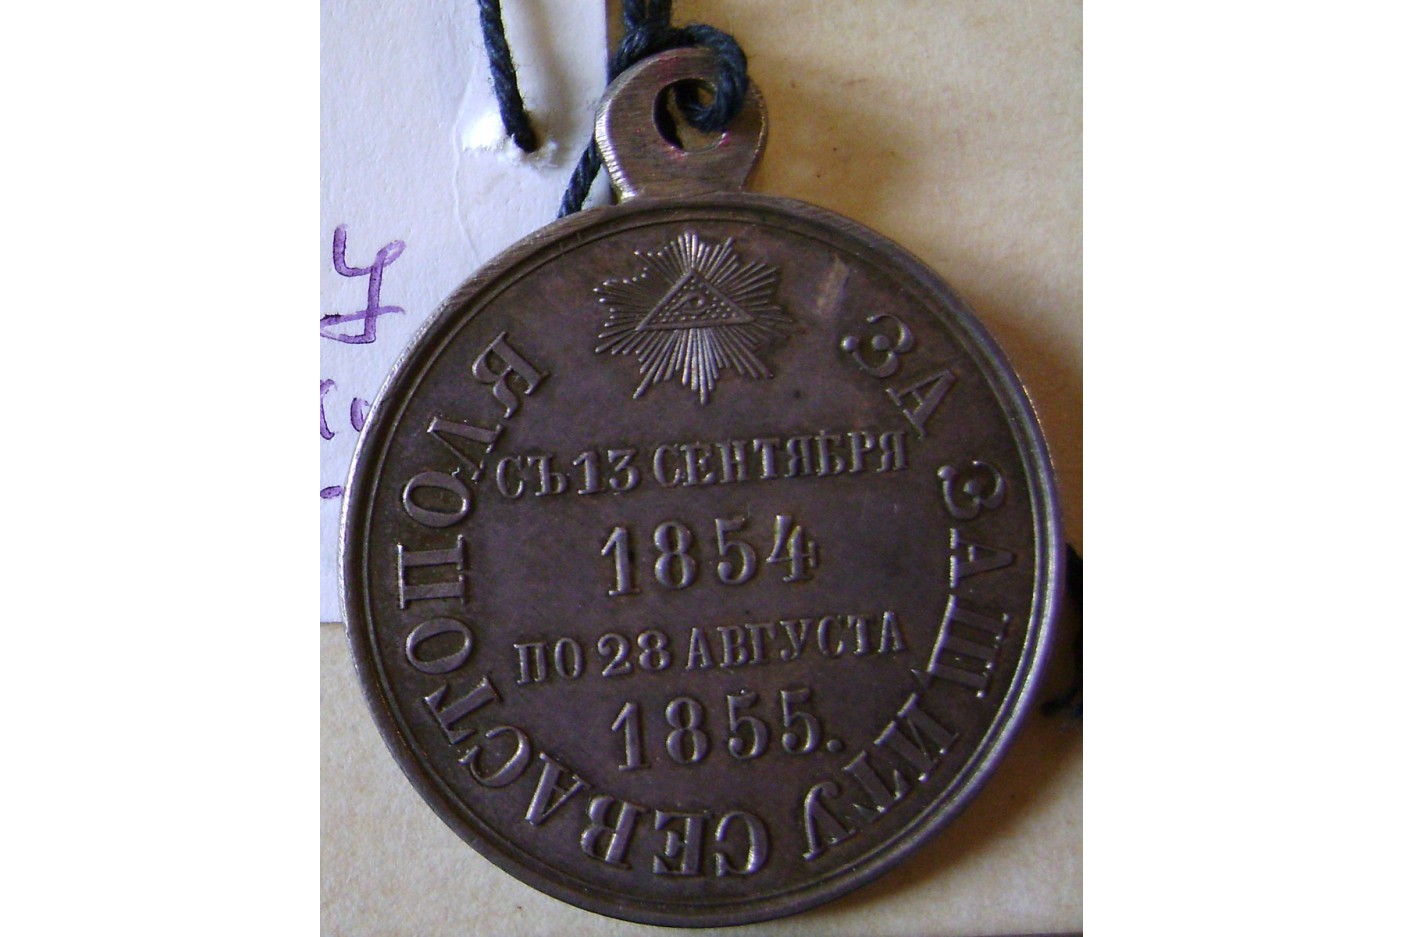 ЗА ЗАЩИТУ СЕВАСТОПОЛЯ
СЪ 13 СЕНТЯБРЯ
1854
ПО 28 АВГУСТА
1855.